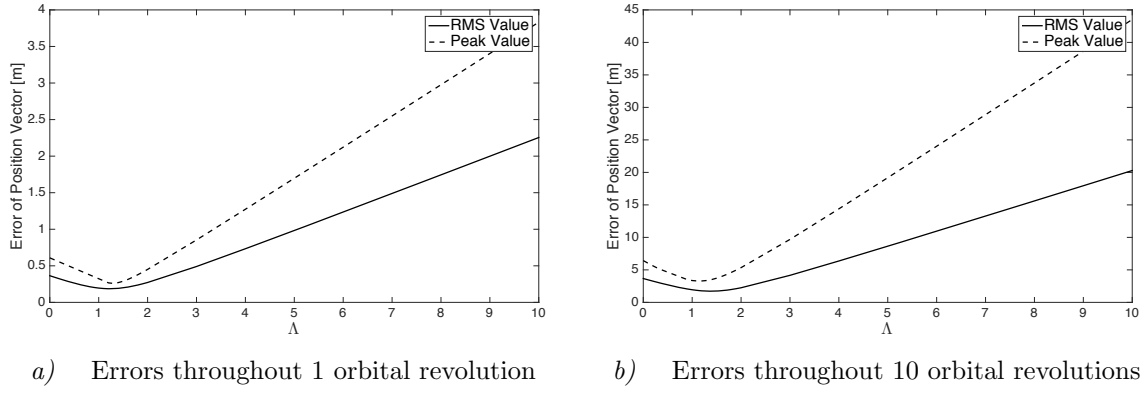 4
3.5
3
2.5
2
1.5
1
0.5
0
Error of Position Vector [m]
RMS Value
Peak Value
0 1 2 3 4 5 6 7 8 9 10
Λ
45
40
35
30
25
20
15
10
5
0
Error of Position Vector [m]
RMS Value
Peak Value
0 1 2 3 4 5 6 7 8 9 10
Λ
a) Errors throughout 1 orbital revolution
b) Errors throughout 10 orbital revolutions